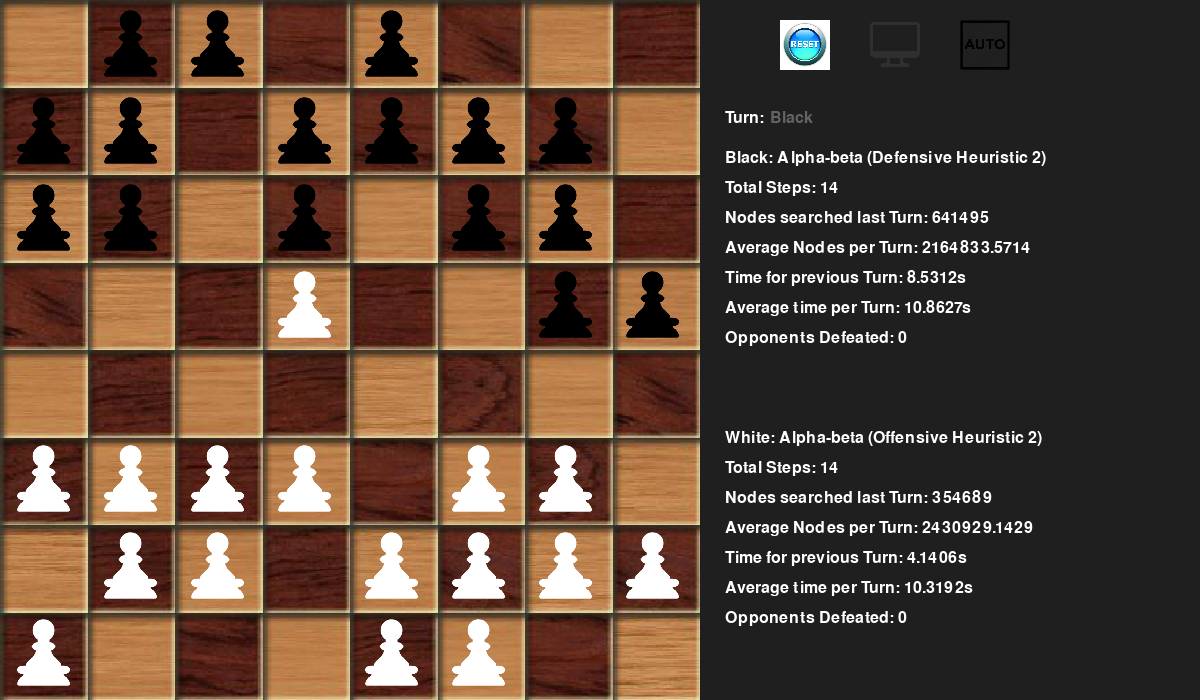 RESET
AUTO
Turn: Black
Black: Alpha-beta (Defensive Heuristic 2)
Total Steps: 14
Nodes searched last Turn: 641495
Average Nodes per Turn: 2164833.5714
Time for previous Turn: 8.5312s
Average time per Turn: 10.8627s
Opponents Defeated: 0
White: Alpha-beta (Offensive Heuristic 2)
Total Steps: 14
Nodes searched last Turn: 354689
Average Nodes per Turn: 2430929.1429
Time for previous Turn: 4.1406s
Average time per Turn: 10.3192s
Opponents Defeated: 0